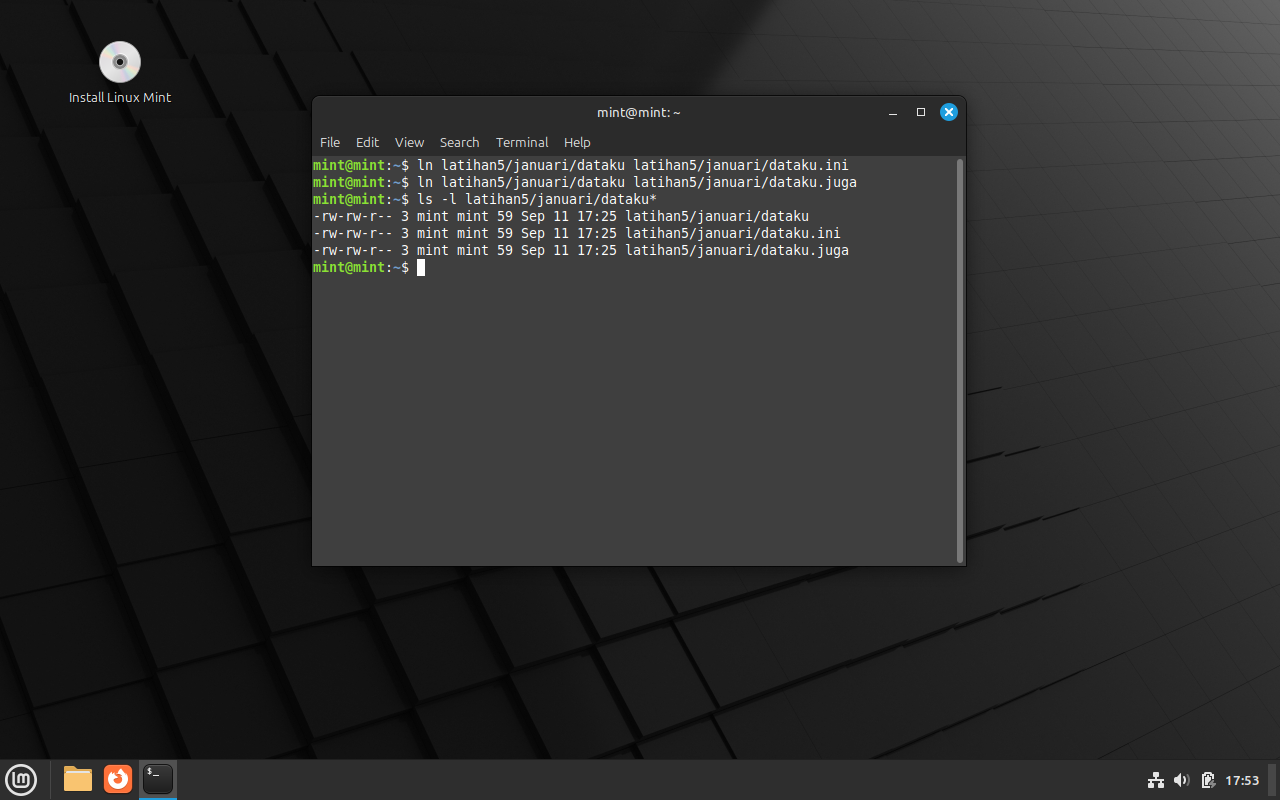 Install Linux Mint
mint@mint: ~
File Edit View Search Terminal Help
mint@mint:~$ ln latihan5/januari/dataku latihan5/januari/dataku.ini
mint@mint:~$ ln latihan5/januari/dataku latihan5/januari/dataku.juga
mint@mint:~$ ls -l latihan5/januari/dataku*
-rw-rw-r-- 3 mint mint 59 Sep 11 17:25 latihan5/januari/dataku
-rw-rw-r-- 3 mint mint 59 Sep 11 17:25 latihan5/januari/dataku.ini
-rw-rw-r-- 3 mint mint 59 Sep 11 17:25 latihan5/januari/dataku.juga
mint@mint:~$
lm
$_
17:53